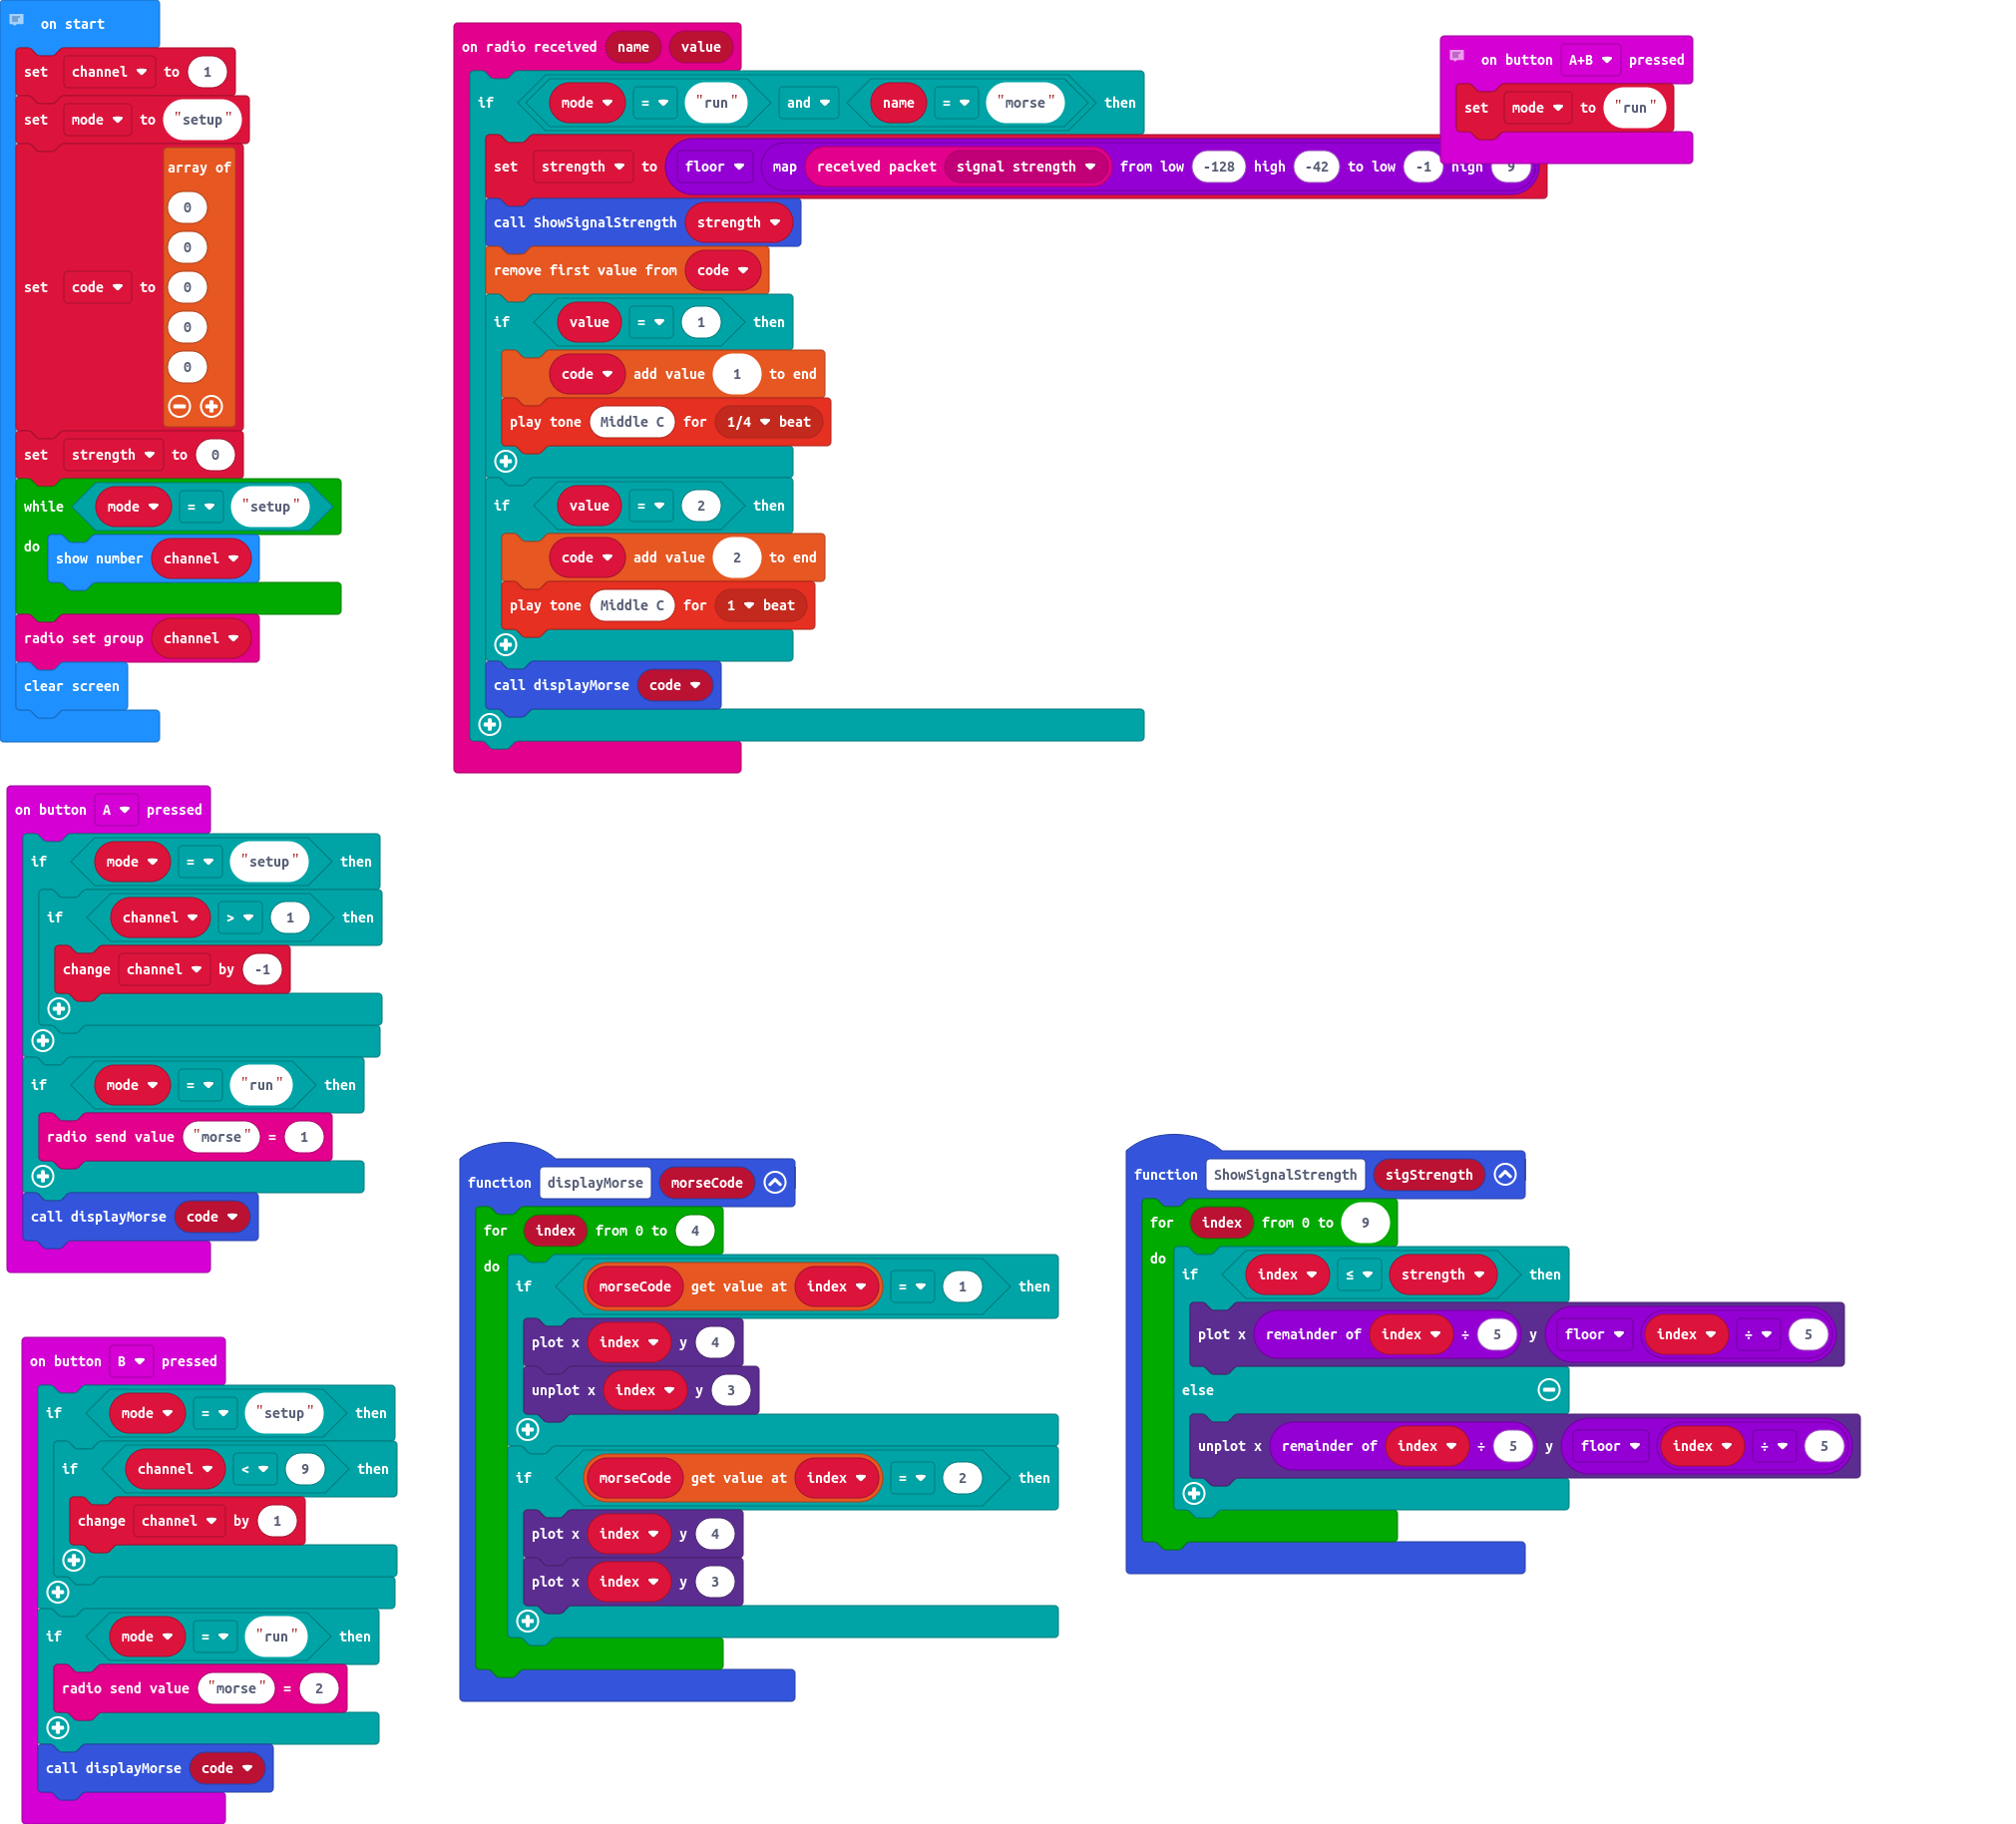 on start
set channel to 1
set mode to "setup"
set code to array of
0
0
0
0
0
set strength to 0
while mode = "setup"
do show number channel
radio set group channel
clear screen
on radio received name value
if mode = "run" and name = "morse" then
set strength to floor map received packet signal strength from low -128 high -42 to low -1 high 9
call ShowSignalStrength strength
remove first value from code
if value = 1 then
code add value 1 to end
play tone Middle C for 1/4 beat
if value = 2 then
code add value 2 to end
play tone Middle C for 1 beat
call displayMorse code
on button A+B pressed
set mode to "run"
on button A pressed
if mode = "setup" then
if channel > 1 then
change channel by -1
if mode = "run" then
radio send value "morse" = 1
call displayMorse code
on button B pressed
if mode = "setup" then
if channel < 9 then
change channel by 1
if mode = "run" then
radio send value "morse" = 2
call displayMorse code
function displayMorse morseCode
for index from 0 to 4
do
if morseCode get value at index = 1 then
plot x index y 4
unplot x index y 3
if morseCode get value at index = 2 then
plot x index y 4
plot x index y 3
function ShowSignalStrength sigStrength
for index from 0 to 9
do
if index ≤ strength then
plot x remainder of index ÷ 5 y floor index ÷ 5
else
unplot x remainder of index ÷ 5 y floor index ÷ 5